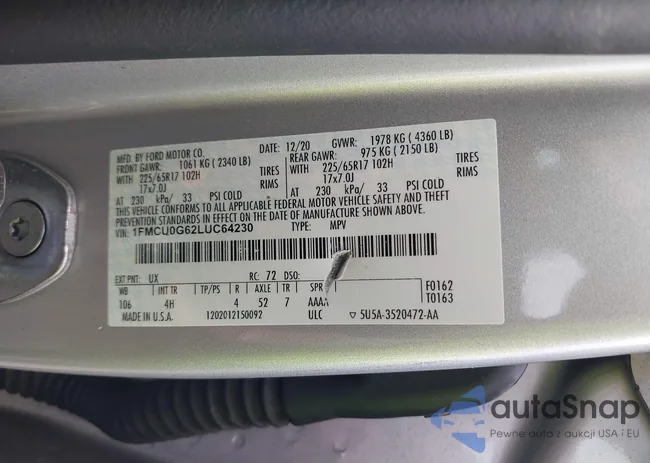 MFD. BY FORD MOTOR CO. DATE: 12/20 GVWR: 1978 KG ( 4360 LB)
FRONT GAWR: 1061 KG ( 2340 LB) REAR GAWR: 975 KG ( 2150 LB)
WITH 225/65R17 102H TIRES WITH 225/65R17 102H TIRES
17x7.0J RIMS 17x7.0J RIMS
AT 230 kPa/ 33 PSI COLD AT 230 kPa/ 33 PSI COLD
THIS VEHICLE CONFORMS TO ALL APPLICABLE FEDERAL MOTOR VEHICLE SAFETY AND THEFT
PREVENTION STANDARDS IN EFFECT ON THE DATE OF MANUFACTURE SHOWN ABOVE.
VIN: 1FMCU0G62LUC64230 TYPE: MPV
EXT PNT: UX RC: 72 DSO:
WB TP/PS R AXLE TR SPR F0162
106 4H 4 52 7 AAAA T0163
MADE IN U.S.A. 1202012150092 ULC 5U5A-3520472-AA
autaSnap
Pewne auta z aukcji USA i EU